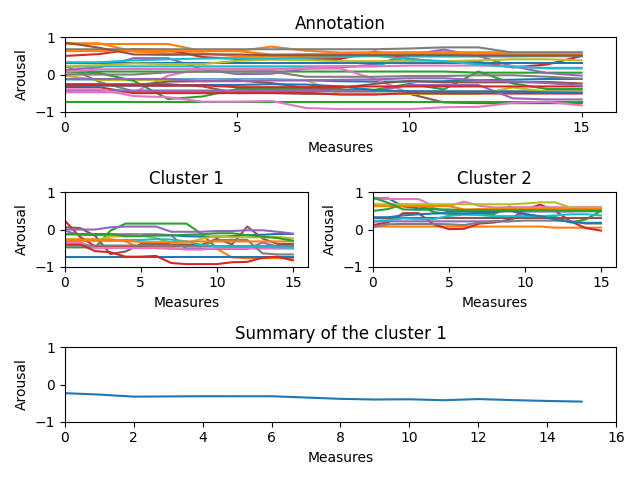 Annotation
1
0
−1
Arousal
0 5 10 15
Measures
Cluster 1 Cluster 2
1 1
0 0
−1 −1
Arousal Arousal
0 5 10 15 0 5 10 15
Measures Measures
Summary of the cluster 1
1
0
−1
Arousal
0 2 4 6 8 10 12 14 16
Measures